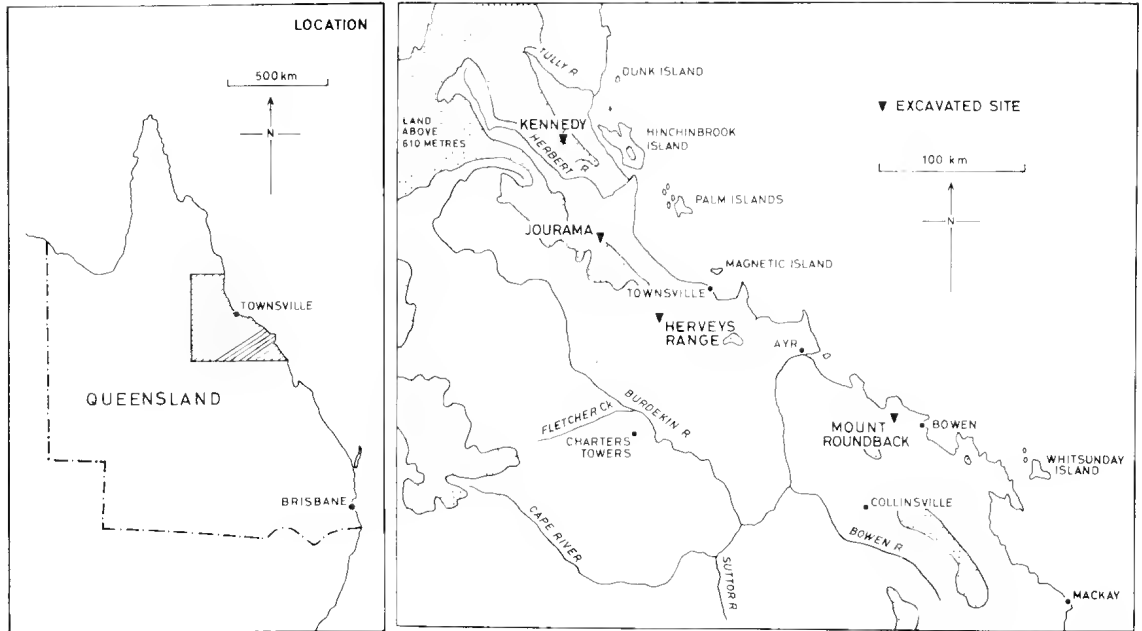 LOCATION
500 km
N
TOWNSVILLE
QUEENSLAND
BRISBANE
TULLY R
DUNK ISLAND
EXCAVATED SITE
LAND
ABOVE
610 METRES
KENNEDY
HERBERT R
HINCHINBROOK
ISLAND
100 km
N
PALM ISLANDS
JOURAMA
MAGNETIC ISLAND
TOWNSVILLE
HERVEYS
RANGE
AYR
BURDEKIN R
FLETCHER CK
CHARTERS
TOWERS
MOUNT
ROUNDBACK
BOWEN
WHITSUNDAY
ISLAND
COLLINSVILLE
CAPE RIVER
BOWEN R
SUTTOR R
MACKAY